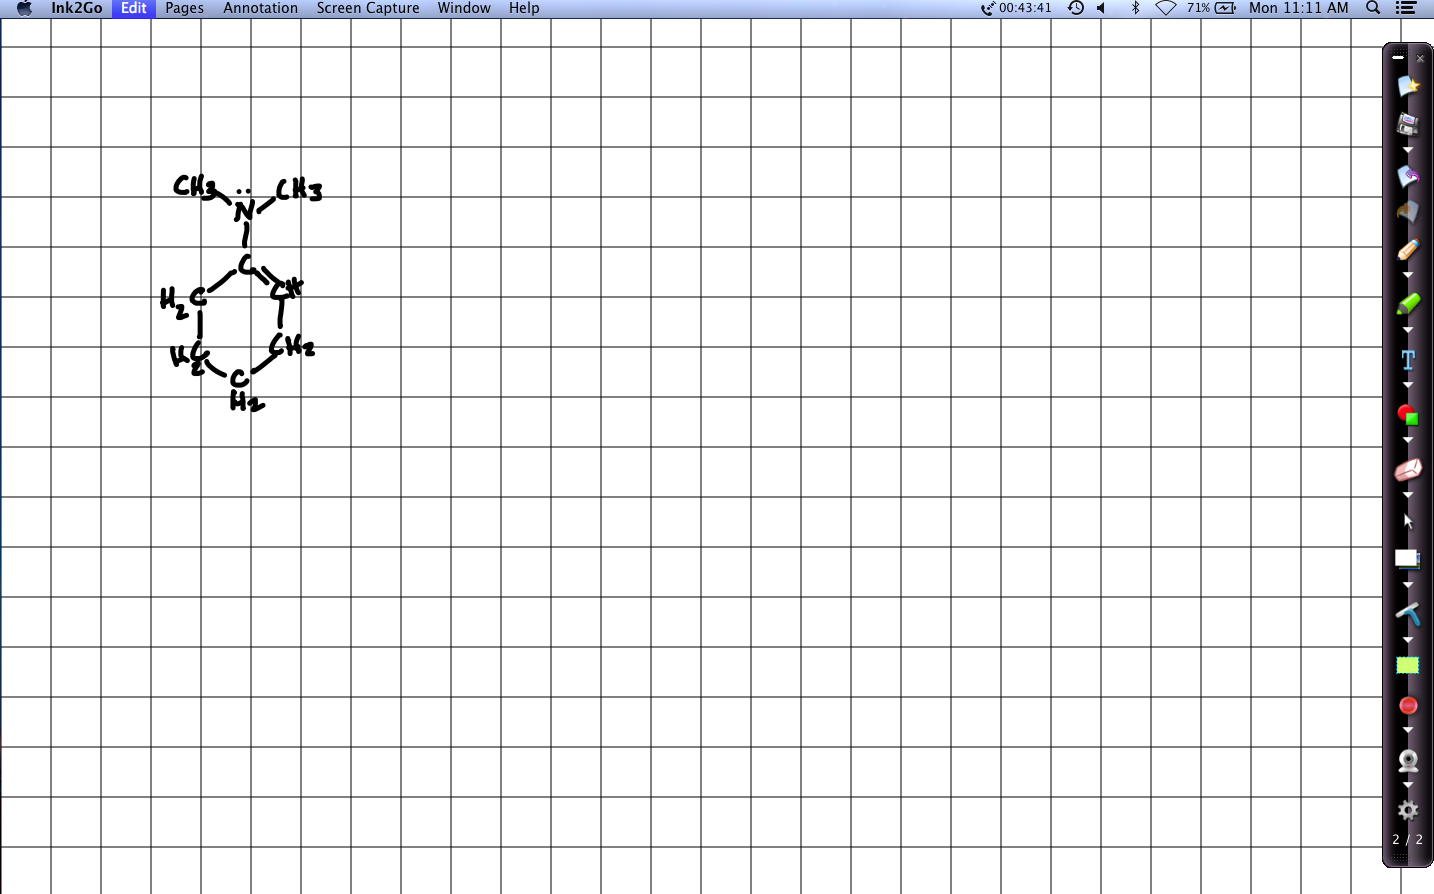 Ink2Go Edit Pages Annotation Screen Capture Window Help 00:43:41 71% Mon 11:11 AM
CH3 CH3
N
C
H2C CH
H2C CH2
C
H2
T
2 / 2